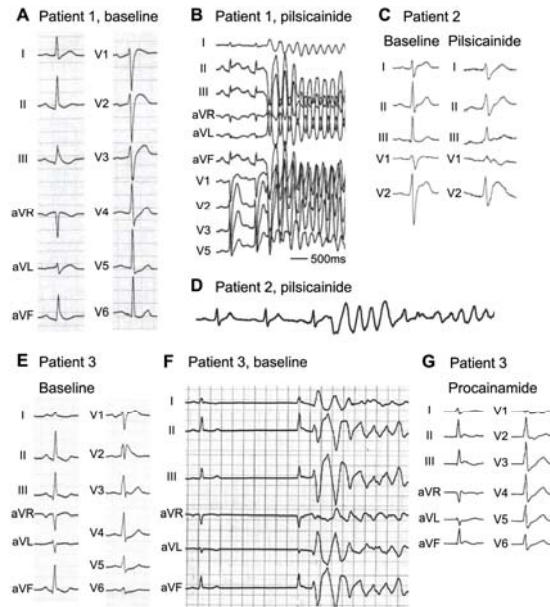 A Patient 1, baseline
I V1
II V2
III V3
aVR V4
aVL V5
aVF V6
B Patient 1, pilsicainide
I
II
III
aVR
aVL
aVF
V1
V2
V3
V5
500ms
C Patient 2
Baseline Pilsicainide
I I
II II
III III
V1 V1
V2 V2
D Patient 2, pilsicainide
E Patient 3
Baseline
I V1
II V2
III V3
aVR V4
aVL V5
aVF V6
F Patient 3, baseline
I
II
III
aVR
aVL
aVF
G Patient 3
Procainamide
I V1
II V2
III V3
aVR V4
aVL V5
aVF V6